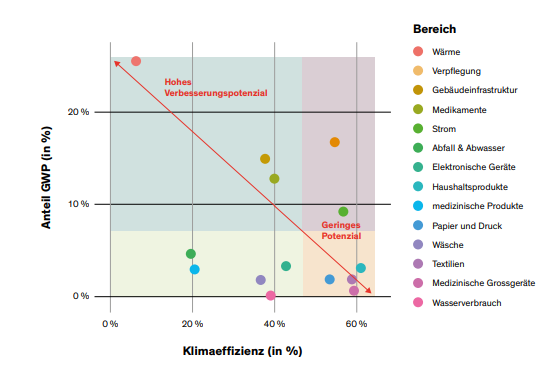 Bereich
Wärme
Verpflegung
Gebäudeinfrastruktur
Medikamente
Strom
Abfall & Abwasser
Elektronische Geräte
Haushaltsprodukte
medizinische Produkte
Papier und Druck
Wäsche
Textilien
Medizinische Grossgeräte
Wasserverbrauch
Anteil GWP (in %)
20 %
10 %
0 %
Hohes
Verbesserungspotenzial
Geringes
Potenzial
0 %
20 %
40 %
60 %
Klimaeffizienz (in %)